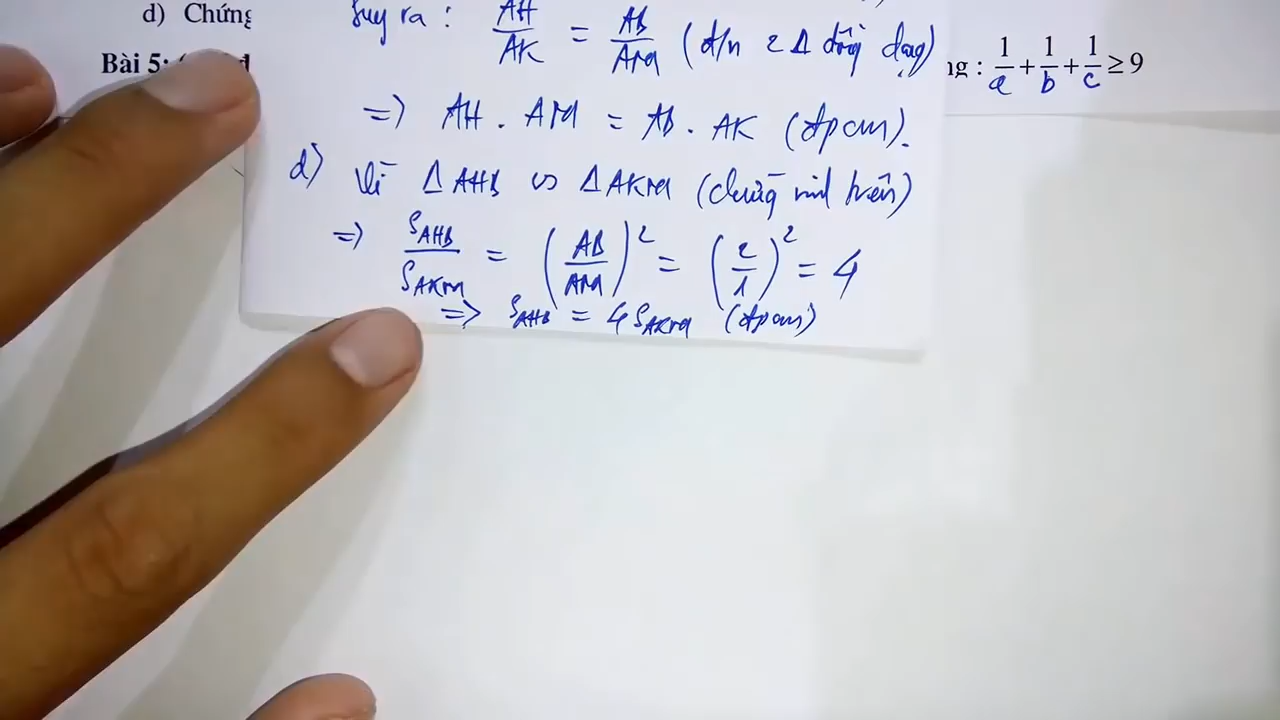 d) Chứng
Suy ra : AH/AK = AB/AM (đ/n 2 Δ đồng dạng)
Bài 5:
ng : 1/a + 1/b + 1/c ≥ 9
=> AH . AM = AB . AK (đpcm).
d) Vì Δ AHB ∽ Δ AKM (chứng minh trên)
=> S_AHB/S_AKM = (AB/AM)² = (2/1)² = 4
=> S_AHB = 4 S_AKM (đpcm)